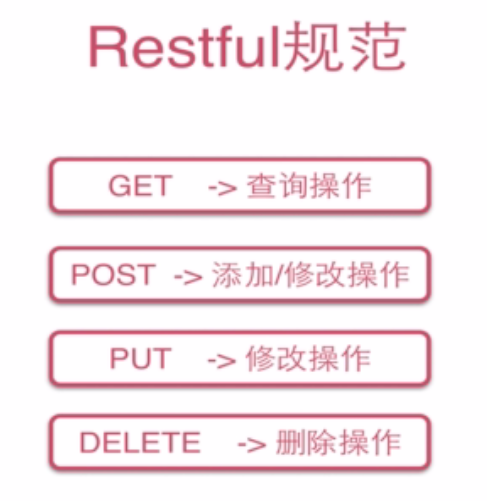 Restful规范
GET -> 查询操作
POST -> 添加/修改操作
PUT -> 修改操作
DELETE -> 删除操作